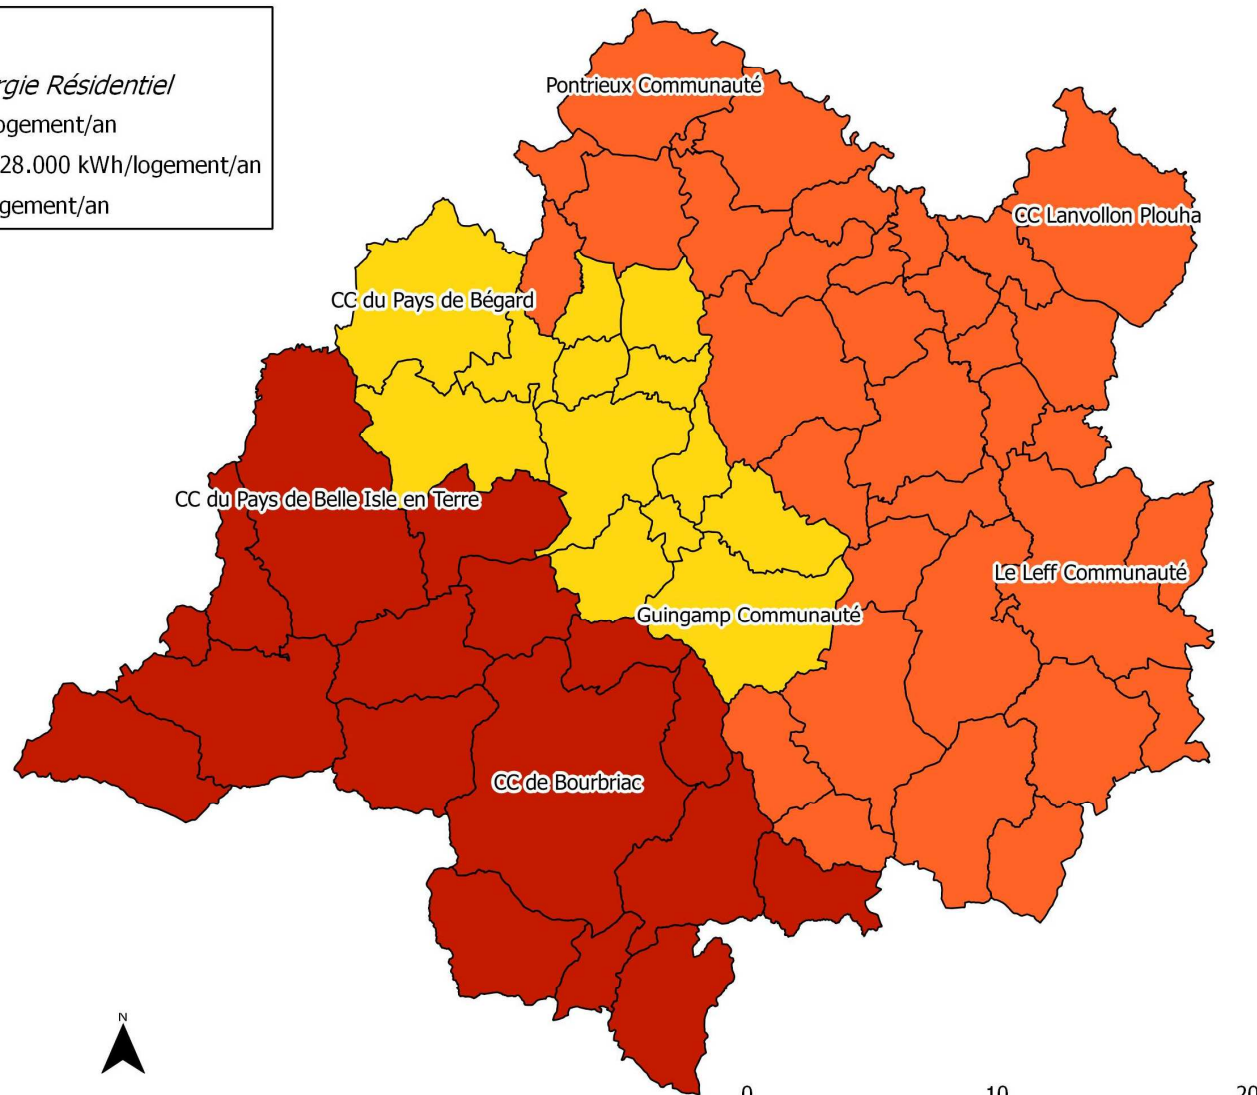 rgie Résidentiel
ogement/an
28.000 kWh/logement/an
gement/an
Pontrieux Communauté
CC Lanvollon Plouha
CC du Pays de Bégard
CC du Pays de Belle Isle en Terre
Le Leff Communauté
Guingamp Communauté
CC de Bourbriac
N
0 10 20